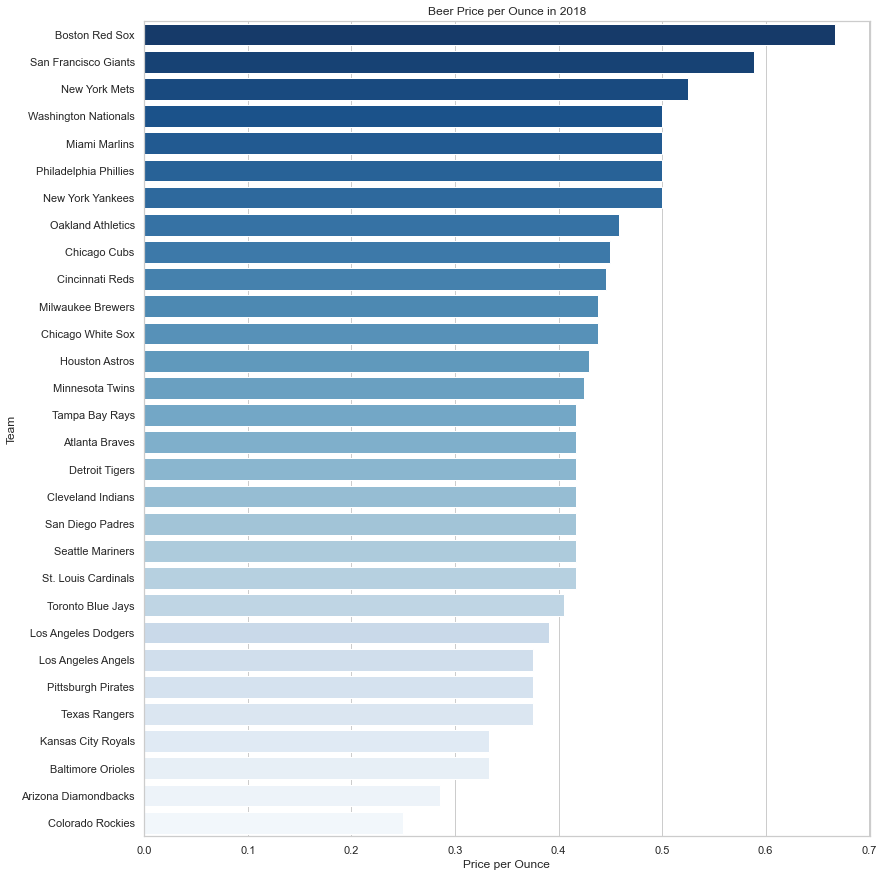 Beer Price per Ounce in 2018
Boston Red Sox
San Francisco Giants
New York Mets
Washington Nationals
Miami Marlins
Philadelphia Phillies
New York Yankees
Oakland Athletics
Chicago Cubs
Cincinnati Reds
Milwaukee Brewers
Chicago White Sox
Houston Astros
Minnesota Twins
Tampa Bay Rays
Atlanta Braves
Detroit Tigers
Cleveland Indians
San Diego Padres
Seattle Mariners
St. Louis Cardinals
Toronto Blue Jays
Los Angeles Dodgers
Los Angeles Angels
Pittsburgh Pirates
Texas Rangers
Kansas City Royals
Baltimore Orioles
Arizona Diamondbacks
Colorado Rockies
Team
0.0 0.1 0.2 0.3 0.4 0.5 0.6 0.7
Price per Ounce